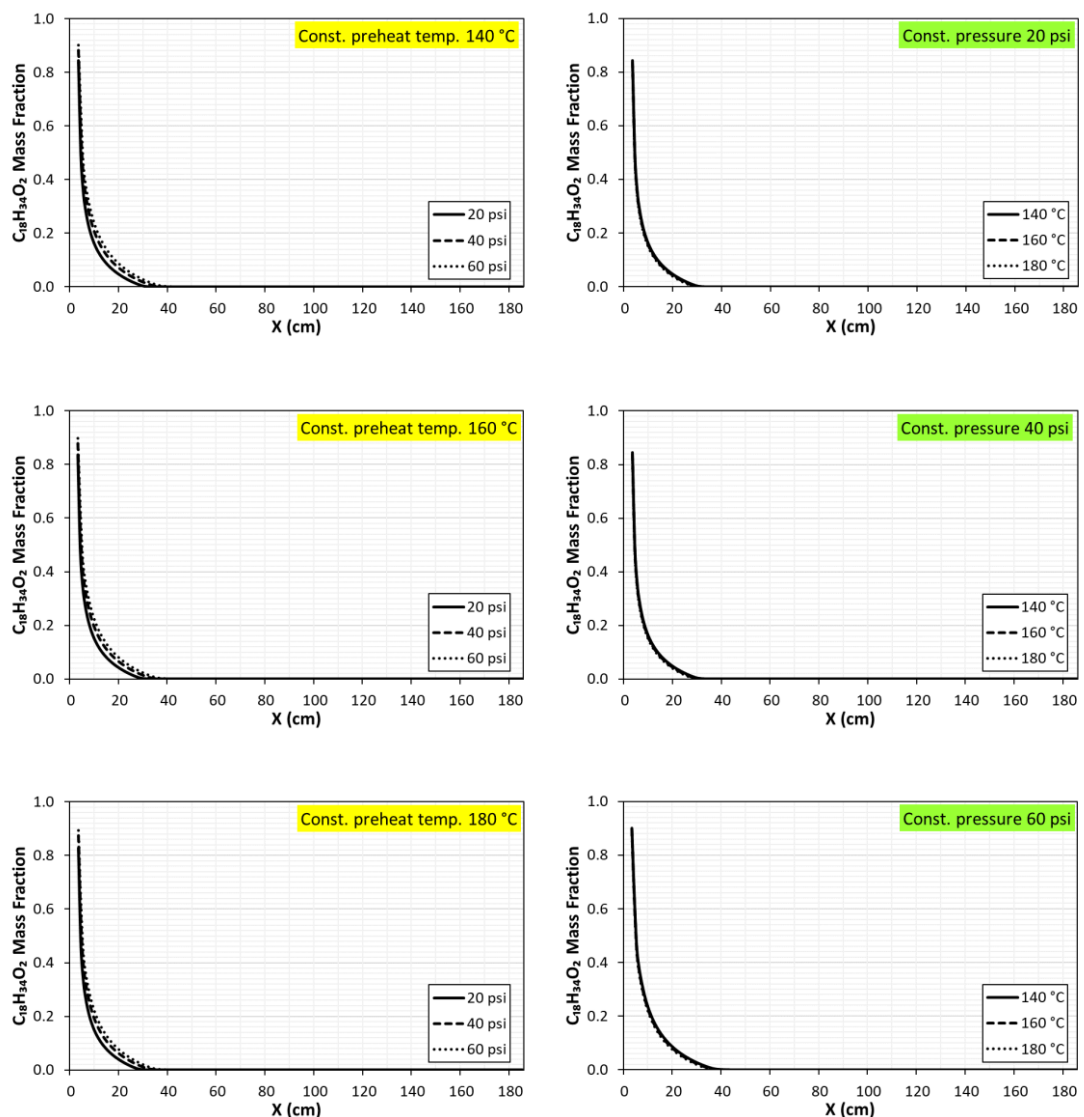 Const. preheat temp. 140 °C
C₁₈H₃₄O₂ Mass Fraction
1.0
0.8
0.6
0.4
0.2
0.0
20 psi
40 psi
60 psi
0 20 40 60 80 100 120 140 160 180
X (cm)
Const. pressure 20 psi
C₁₈H₃₄O₂ Mass Fraction
1.0
0.8
0.6
0.4
0.2
0.0
140 °C
160 °C
180 °C
0 20 40 60 80 100 120 140 160 180
X (cm)
Const. preheat temp. 160 °C
C₁₈H₃₄O₂ Mass Fraction
1.0
0.8
0.6
0.4
0.2
0.0
20 psi
40 psi
60 psi
0 20 40 60 80 100 120 140 160 180
X (cm)
Const. pressure 40 psi
C₁₈H₃₄O₂ Mass Fraction
1.0
0.8
0.6
0.4
0.2
0.0
140 °C
160 °C
180 °C
0 20 40 60 80 100 120 140 160 180
X (cm)
Const. preheat temp. 180 °C
C₁₈H₃₄O₂ Mass Fraction
1.0
0.8
0.6
0.4
0.2
0.0
20 psi
40 psi
60 psi
0 20 40 60 80 100 120 140 160 180
X (cm)
Const. pressure 60 psi
C₁₈H₃₄O₂ Mass Fraction
1.0
0.8
0.6
0.4
0.2
0.0
140 °C
160 °C
180 °C
0 20 40 60 80 100 120 140 160 180
X (cm)